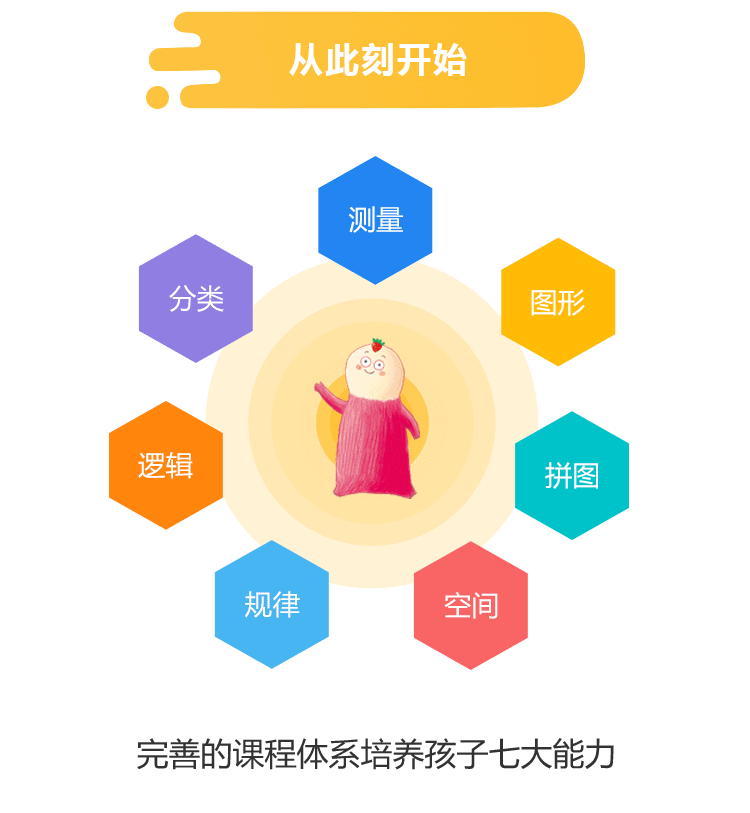 从此刻开始
测量
分类
图形
逻辑
拼图
规律
空间
完善的课程体系培养孩子七大能力